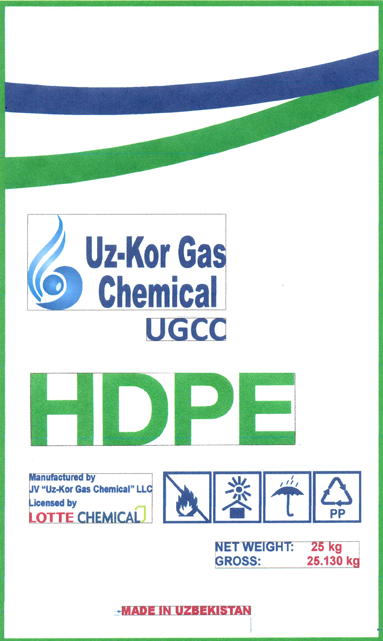 Uz-Kor Gas
Chemical
UGCC
HDPE
Manufactured by
JV "Uz-Kor Gas Chemical" LLC
Licensed by
LOTTE CHEMICAL
PP
NET WEIGHT: 25 kg
GROSS: 25.130 kg
MADE IN UZBEKISTAN